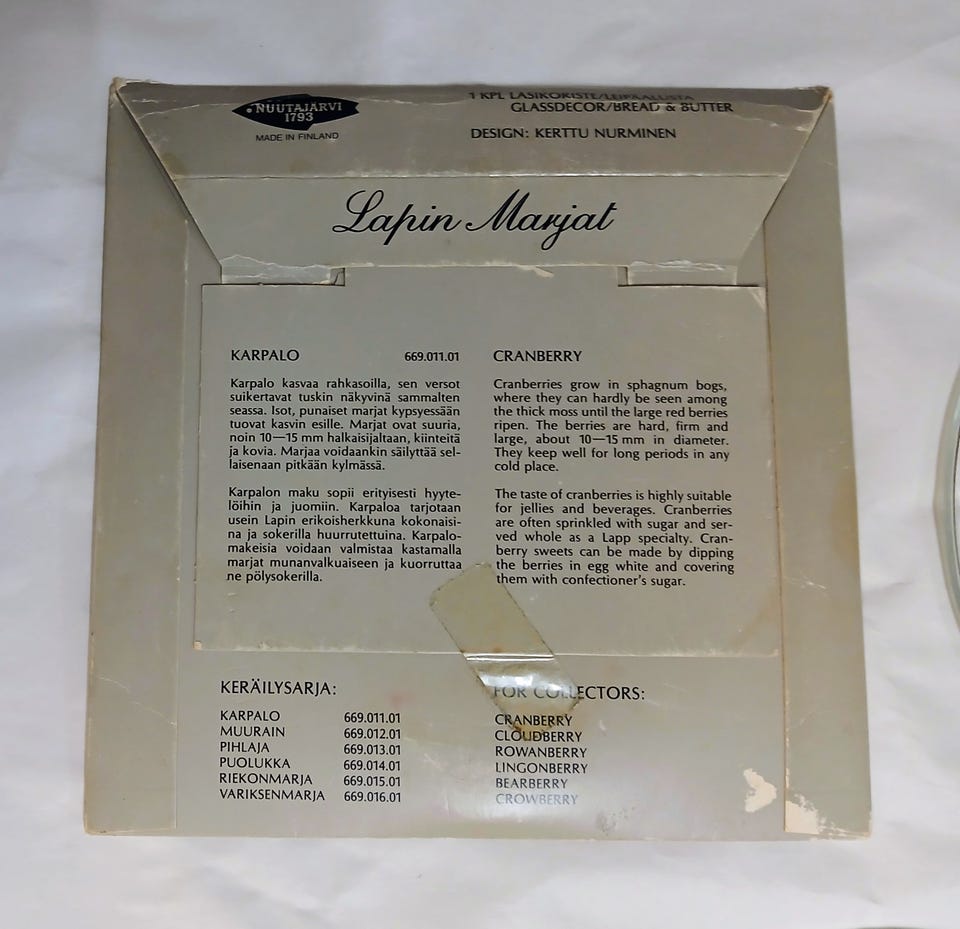 NUUTAJÄRVI
1793
MADE IN FINLAND
1 KPL LASIKORISTE/LEIPÄALUSTA
GLASSDECOR/BREAD & BUTTER
DESIGN: KERTTU NURMINEN
Lapin Marjat
KARPALO 669.011.01
Karpalo kasvaa rahkasoilla, sen versot
suikertavat tuskin näkyvinä sammalten
seassa. Isot, punaiset marjat kypsyessään
tuovat kasvin esille. Marjat ovat suuria,
noin 10—15 mm halkaisijaltaan, kiinteitä
ja kovia. Marjaa voidaankin säilyttää sel-
laisenaan pitkään kylmässä.
Karpalon maku sopii erityisesti hyyte-
löihin ja juomiin. Karpaloa tarjotaan
usein Lapin erikoisherkkuna kokonaisi-
na ja sokerilla huurrutettuina. Karpalo-
makeisia voidaan valmistaa kastamalla
marjat munanvalkuaiseen ja kuorruttaa
ne pölysokerilla.
CRANBERRY
Cranberries grow in sphagnum bogs,
where they can hardly be seen among
the thick moss until the large red berries
ripen. The berries are hard, firm and
large, about 10—15 mm in diameter.
They keep well for long periods in any
cold place.
The taste of cranberries is highly suitable
for jellies and beverages. Cranberries
are often sprinkled with sugar and ser-
ved whole as a Lapp specialty. Cran-
berry sweets can be made by dipping
the berries in egg white and covering
them with confectioner's sugar.
KERÄILYSARJA: FOR COLLECTORS:
KARPALO 669.011.01 CRANBERRY
MUURAIN 669.012.01 CLOUDBERRY
PIHLAJA 669.013.01 ROWANBERRY
PUOLUKKA 669.014.01 LINGONBERRY
RIEKONMARJA 669.015.01 BEARBERRY
VARIKSENMARJA 669.016.01 CROWBERRY